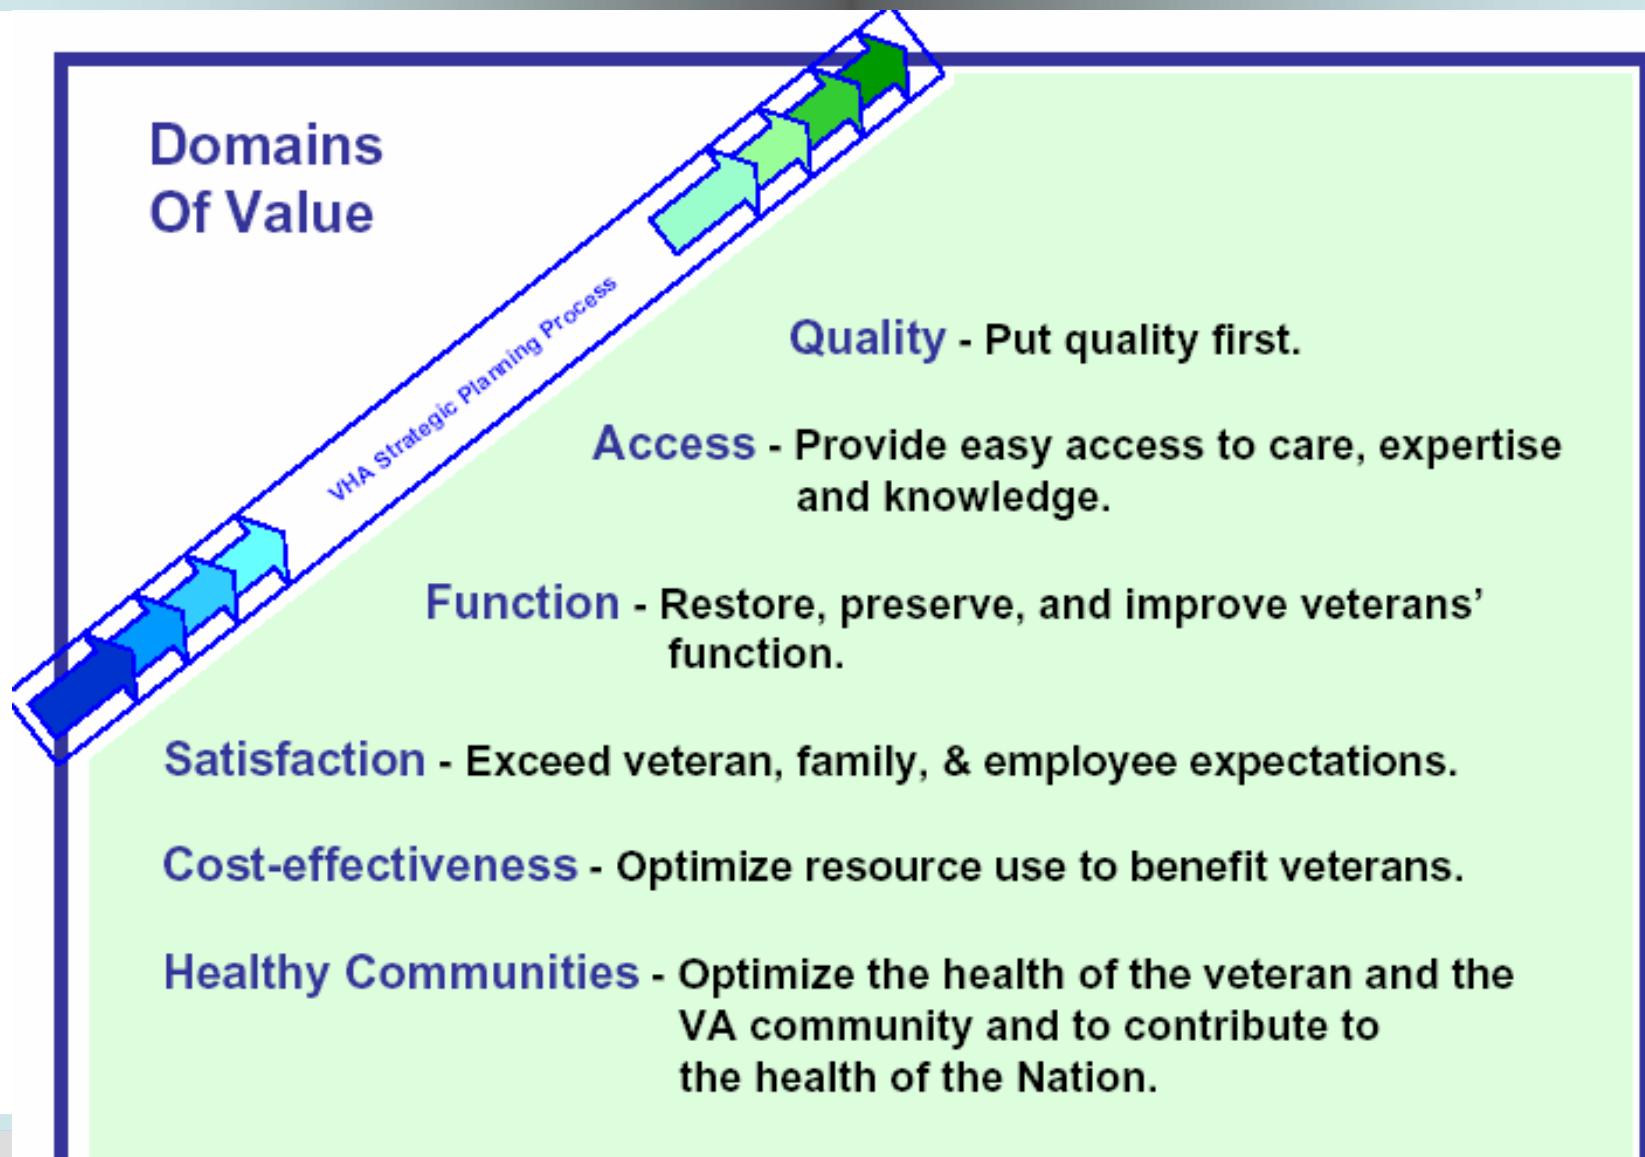 Domains
Of Value
VHA Strategic Planning Process
Quality - Put quality first.
Access - Provide easy access to care, expertise
and knowledge.
Function - Restore, preserve, and improve veterans’
function.
Satisfaction - Exceed veteran, family, & employee expectations.
Cost-effectiveness - Optimize resource use to benefit veterans.
Healthy Communities - Optimize the health of the veteran and the
VA community and to contribute to
the health of the Nation.